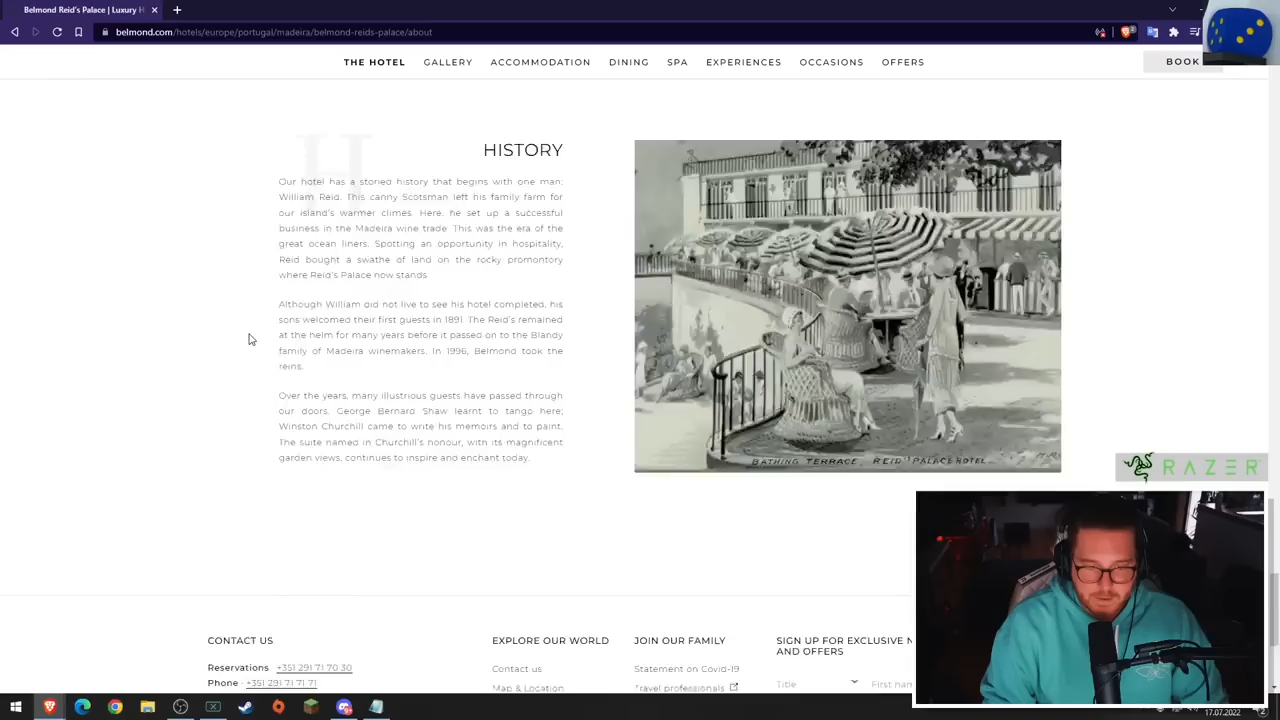 Belmond Reid's Palace | Luxury H
belmond.com/hotels/europe/portugal/madeira/belmond-reids-palace/about
THE HOTEL GALLERY ACCOMMODATION DINING SPA EXPERIENCES OCCASIONS OFFERS BOOK
H
HISTORY
Our hotel has a storied history that begins with one man:
William Reid. This canny Scotsman left his family farm for
our island's warmer climes. Here, he set up a successful
business in the Madeira wine trade. This was the era of the
great ocean liners. Spotting an opportunity in hospitality,
Reid bought a swathe of land on the rocky promontory
where Reid's Palace now stands.
Although William did not live to see his hotel completed, his
sons welcomed their first guests in 1891. The Reid's remained
at the helm for many years before it passed on to the Blandy
family of Madeira winemakers. In 1996, Belmond took the
reins.
Over the years, many illustrious guests have passed through
our doors. George Bernard Shaw learnt to tango here;
Winston Churchill came to write his memoirs and to paint.
The suite named in Churchill's honour, with its magnificent
garden views, continues to inspire and enchant today.
BATHING TERRACE, REID'S PALACE HOTEL
RAZER
CONTACT US
Reservations +351 291 71 70 30
Phone - +351 291 71 71 71
EXPLORE OUR WORLD
Contact us
Map & Location
JOIN OUR FAMILY
Statement on Covid-19
Travel professionals
SIGN UP FOR EXCLUSIVE N
AND OFFERS
Title First nam
17.07.2022
2